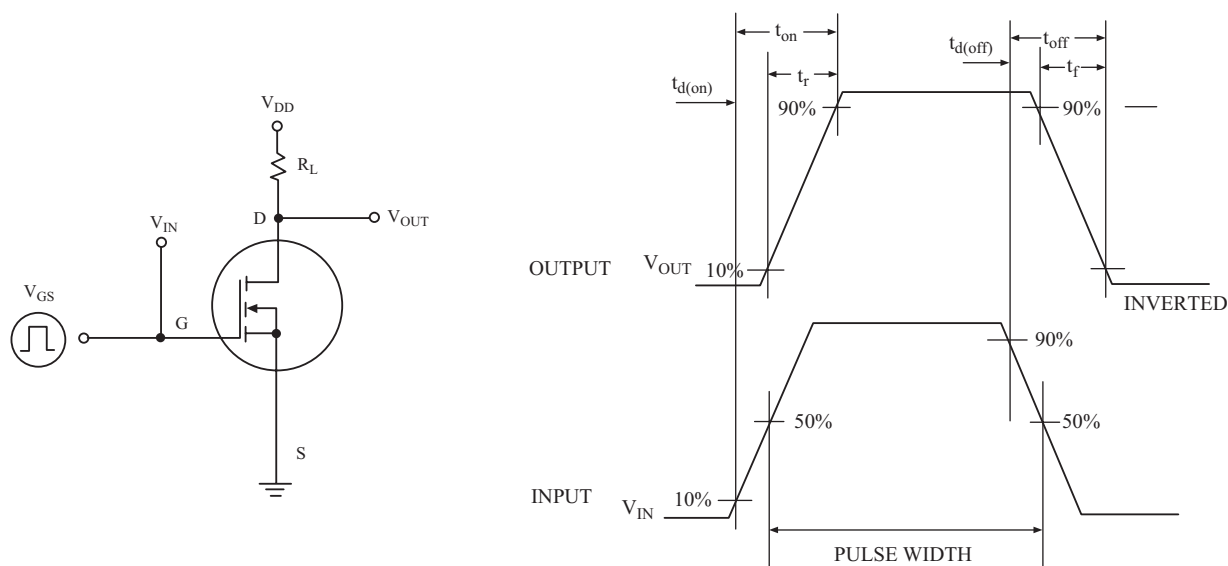 V_DD
R_L
D
V_OUT
V_IN
V_GS
G
S
t_on
t_r
t_d(on)
90%
t_d(off)
t_off
t_f
90%
OUTPUT V_OUT 10%
INVERTED
90%
50%
50%
INPUT V_IN 10%
PULSE WIDTH